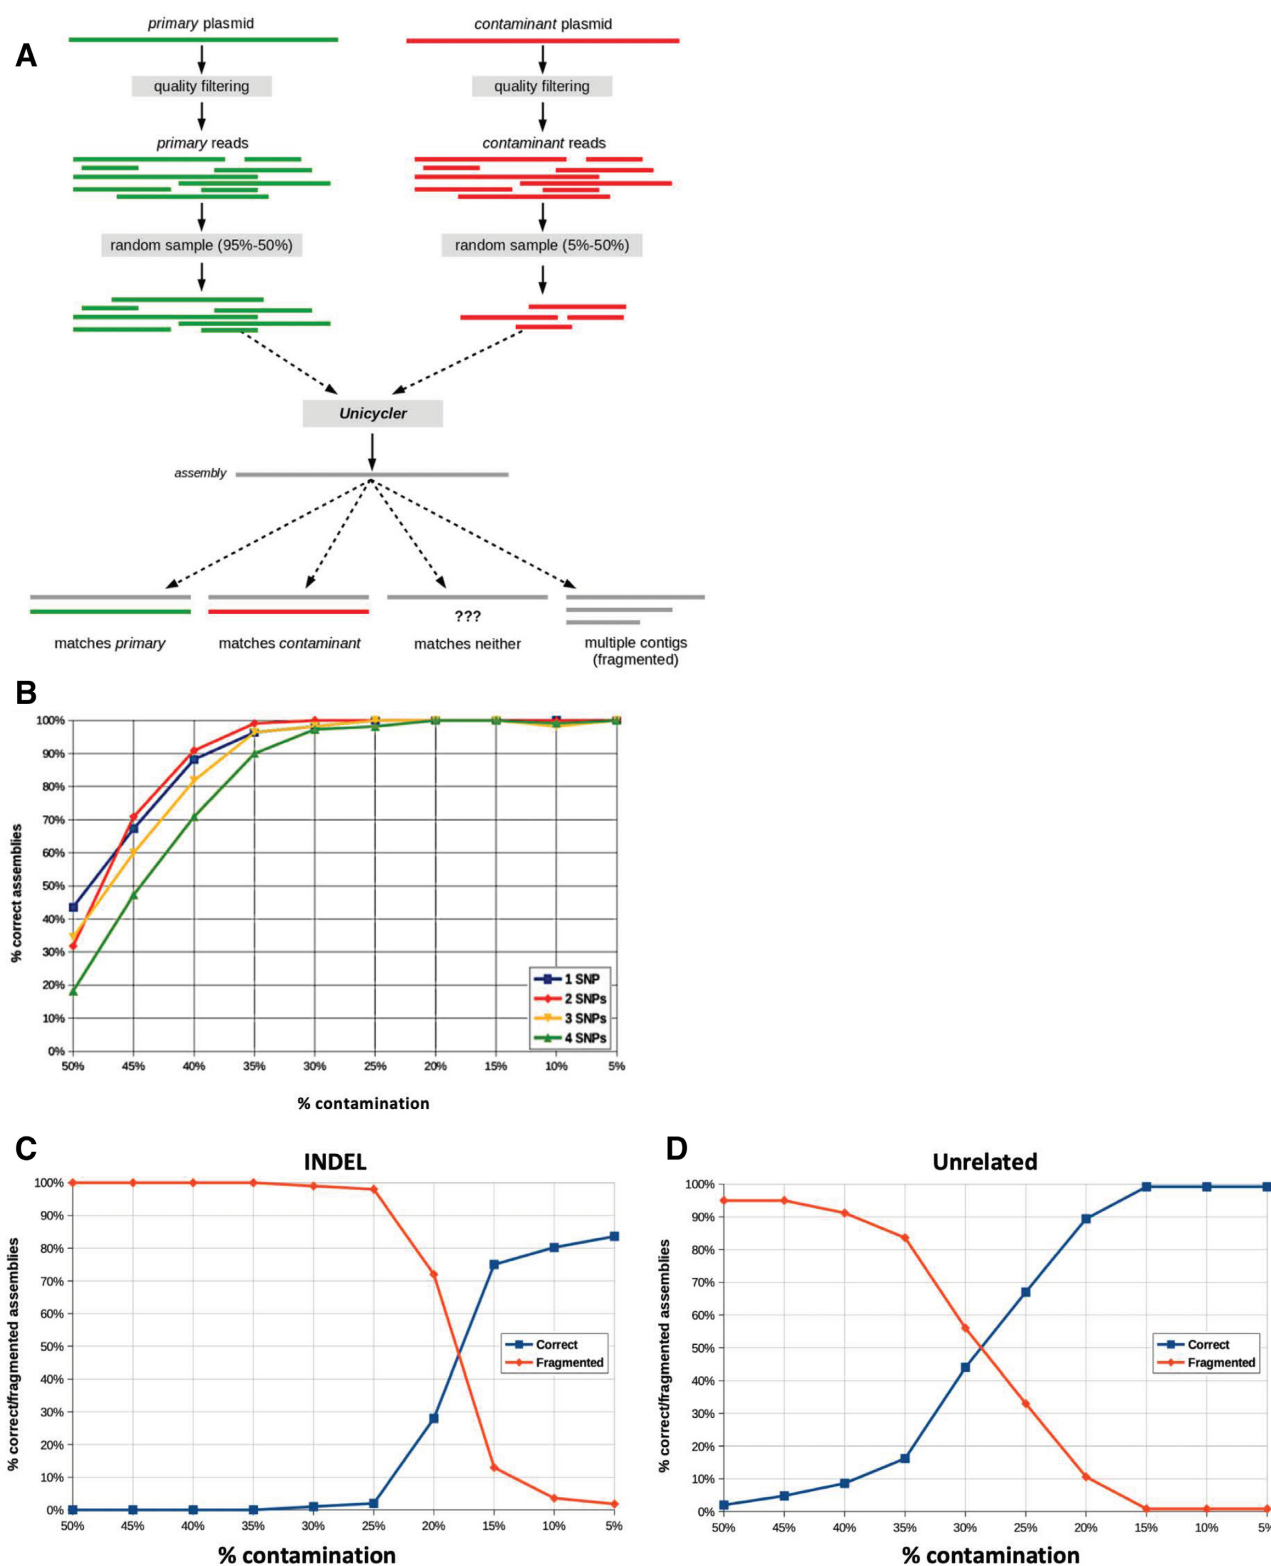 A
primary plasmid
contaminant plasmid
quality filtering
quality filtering
primary reads
contaminant reads
random sample (95%-50%)
random sample (5%-50%)
Unicycler
assembly
???
matches primary
matches contaminant
matches neither
multiple contigs
(fragmented)
B
100%
90%
80%
70%
60%
50%
40%
30%
20%
10%
0%
% correct assemblies
1 SNP
2 SNPs
3 SNPs
4 SNPs
50% 45% 40% 35% 30% 25% 20% 15% 10% 5%
% contamination
C
INDEL
100%
90%
80%
70%
60%
50%
40%
30%
20%
10%
0%
% correct/fragmented assemblies
Correct
Fragmented
50% 45% 40% 35% 30% 25% 20% 15% 10% 5%
% contamination
D
Unrelated
100%
90%
80%
70%
60%
50%
40%
30%
20%
10%
0%
% correct/fragmented assemblies
Correct
Fragmented
50% 45% 40% 35% 30% 25% 20% 15% 10% 5%
% contamination